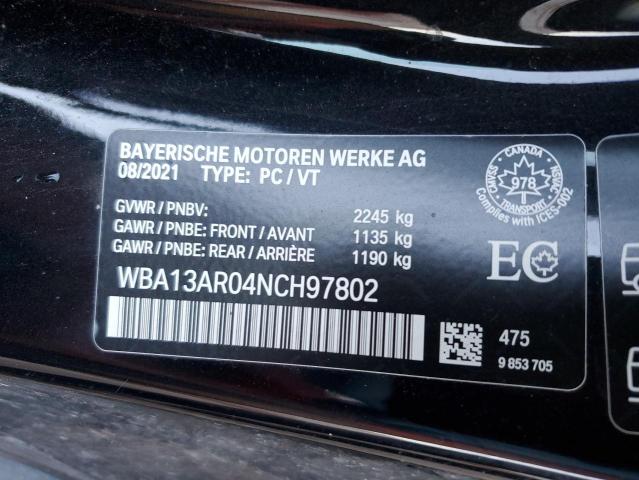 BAYERISCHE MOTOREN WERKE AG
08/2021 TYPE: PC / VT
GVWR / PNBV: 2245 kg
GAWR / PNBE: FRONT / AVANT 1135 kg
GAWR / PNBE: REAR / ARRIÈRE 1190 kg
WBA13AR04NCH97802
CANADA
CMVSS
978
NSVAC
TRANSPORT
Complies with ICES-002
EC
475
9 853 705